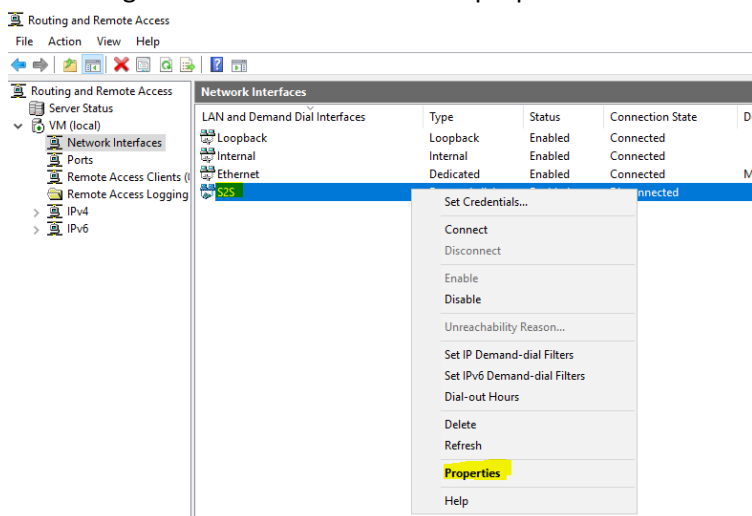 Routing and Remote Access
File Action View Help
Routing and Remote Access
Server Status
VM (local)
Network Interfaces
Ports
Remote Access Clients (
Remote Access Logging
IPv4
IPv6
Network Interfaces
LAN and Demand Dial Interfaces Type Status Connection State D
Loopback Loopback Enabled Connected
Internal Internal Enabled Connected
Ethernet Dedicated Enabled Connected M
S2S nnected
Set Credentials...
Connect
Disconnect
Enable
Disable
Unreachability Reason...
Set IP Demand-dial Filters
Set IPv6 Demand-dial Filters
Dial-out Hours
Delete
Refresh
Properties
Help